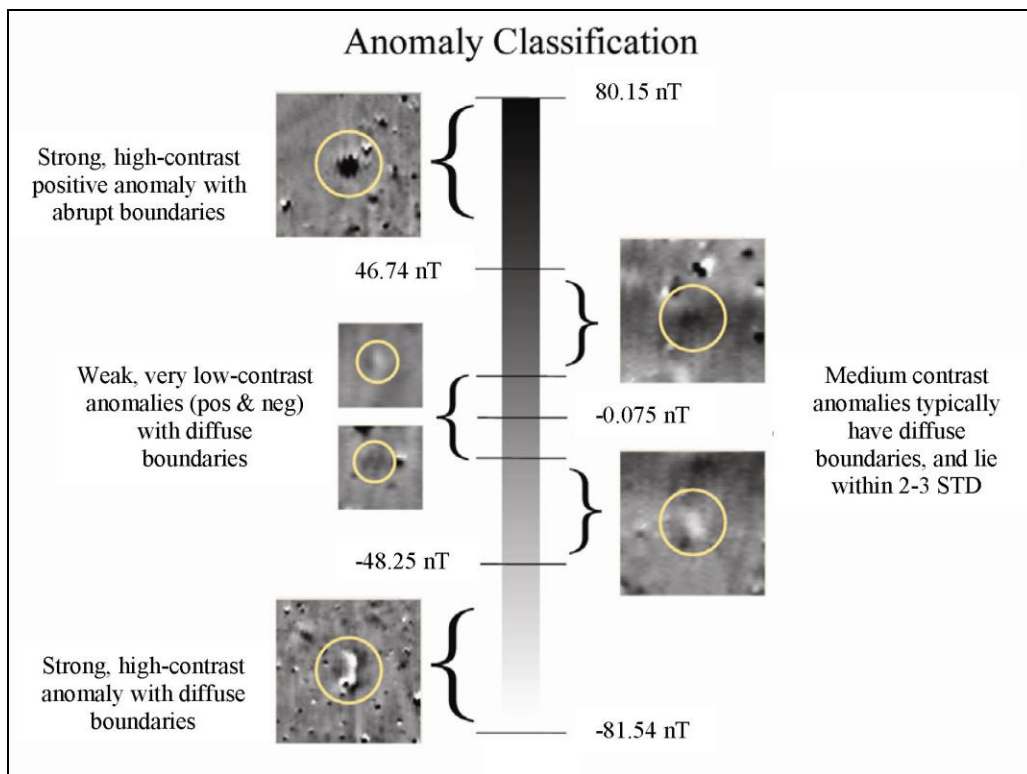 Anomaly Classification
80.15 nT
Strong, high-contrast
positive anomaly with
abrupt boundaries
46.74 nT
Weak, very low-contrast
anomalies (pos & neg)
with diffuse
boundaries
-0.075 nT
Medium contrast
anomalies typically
have diffuse
boundaries, and lie
within 2-3 STD
-48.25 nT
Strong, high-contrast
anomaly with diffuse
boundaries
-81.54 nT